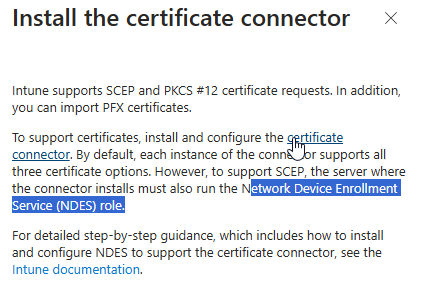 Install the certificate connector
Intune supports SCEP and PKCS #12 certificate requests. In addition,
you can import PFX certificates.
To support certificates, install and configure the certificate
connector. By default, each instance of the connector supports all
three certificate options. However, to support SCEP, the server where
the connector installs must also run the Network Device Enrollment
Service (NDES) role.
For detailed step-by-step guidance, which includes how to install
and configure NDES to support the certificate connector, see the
Intune documentation.